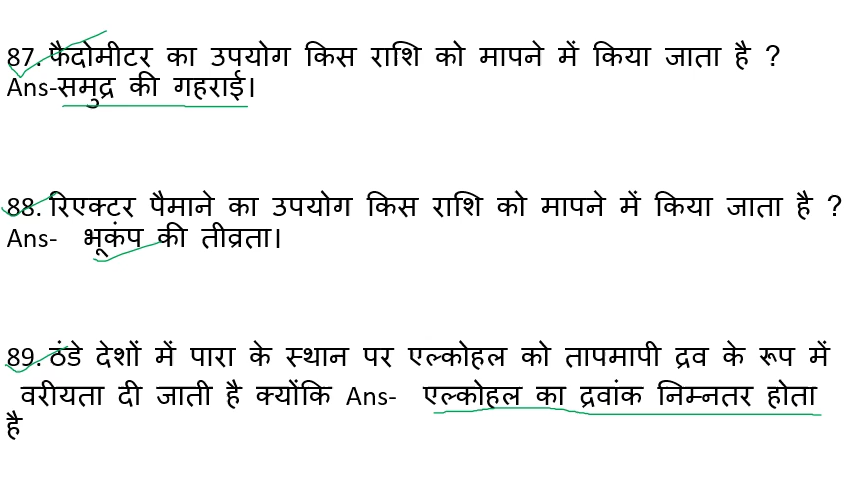 87. फैदोमीटर का उपयोग किस राशि को मापने में किया जाता है ?
Ans-समुद्र की गहराई।
88. रिएक्टर पैमाने का उपयोग किस राशि को मापने में किया जाता है ?
Ans- भूकंप की तीव्रता।
89. ठंडे देशों में पारा के स्थान पर एल्कोहल को तापमापी द्रव के रूप में
वरीयता दी जाती है क्योंकि Ans- एल्कोहल का द्रवांक निम्नतर होता
है